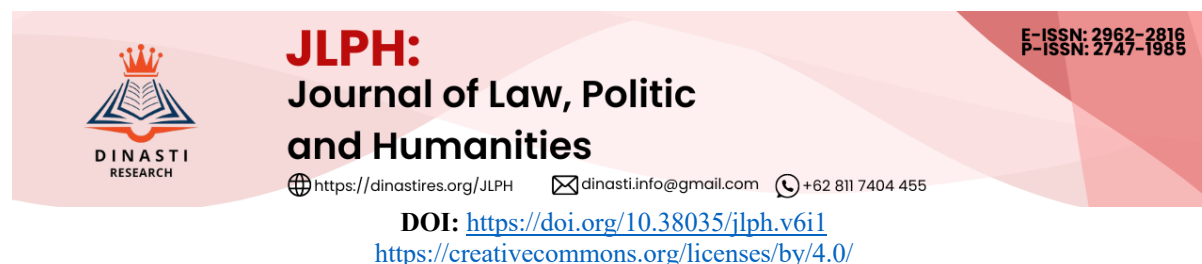 JLPH:
Journal of Law, Politic
and Humanities
E-ISSN: 2962-2816
P-ISSN: 2747-1985
DINASTI
RESEARCH
https://dinastires.org/JLPH dinasti.info@gmail.com +62 811 7404 455
DOI: https://doi.org/10.38035/jlph.v6i1
https://creativecommons.org/licenses/by/4.0/